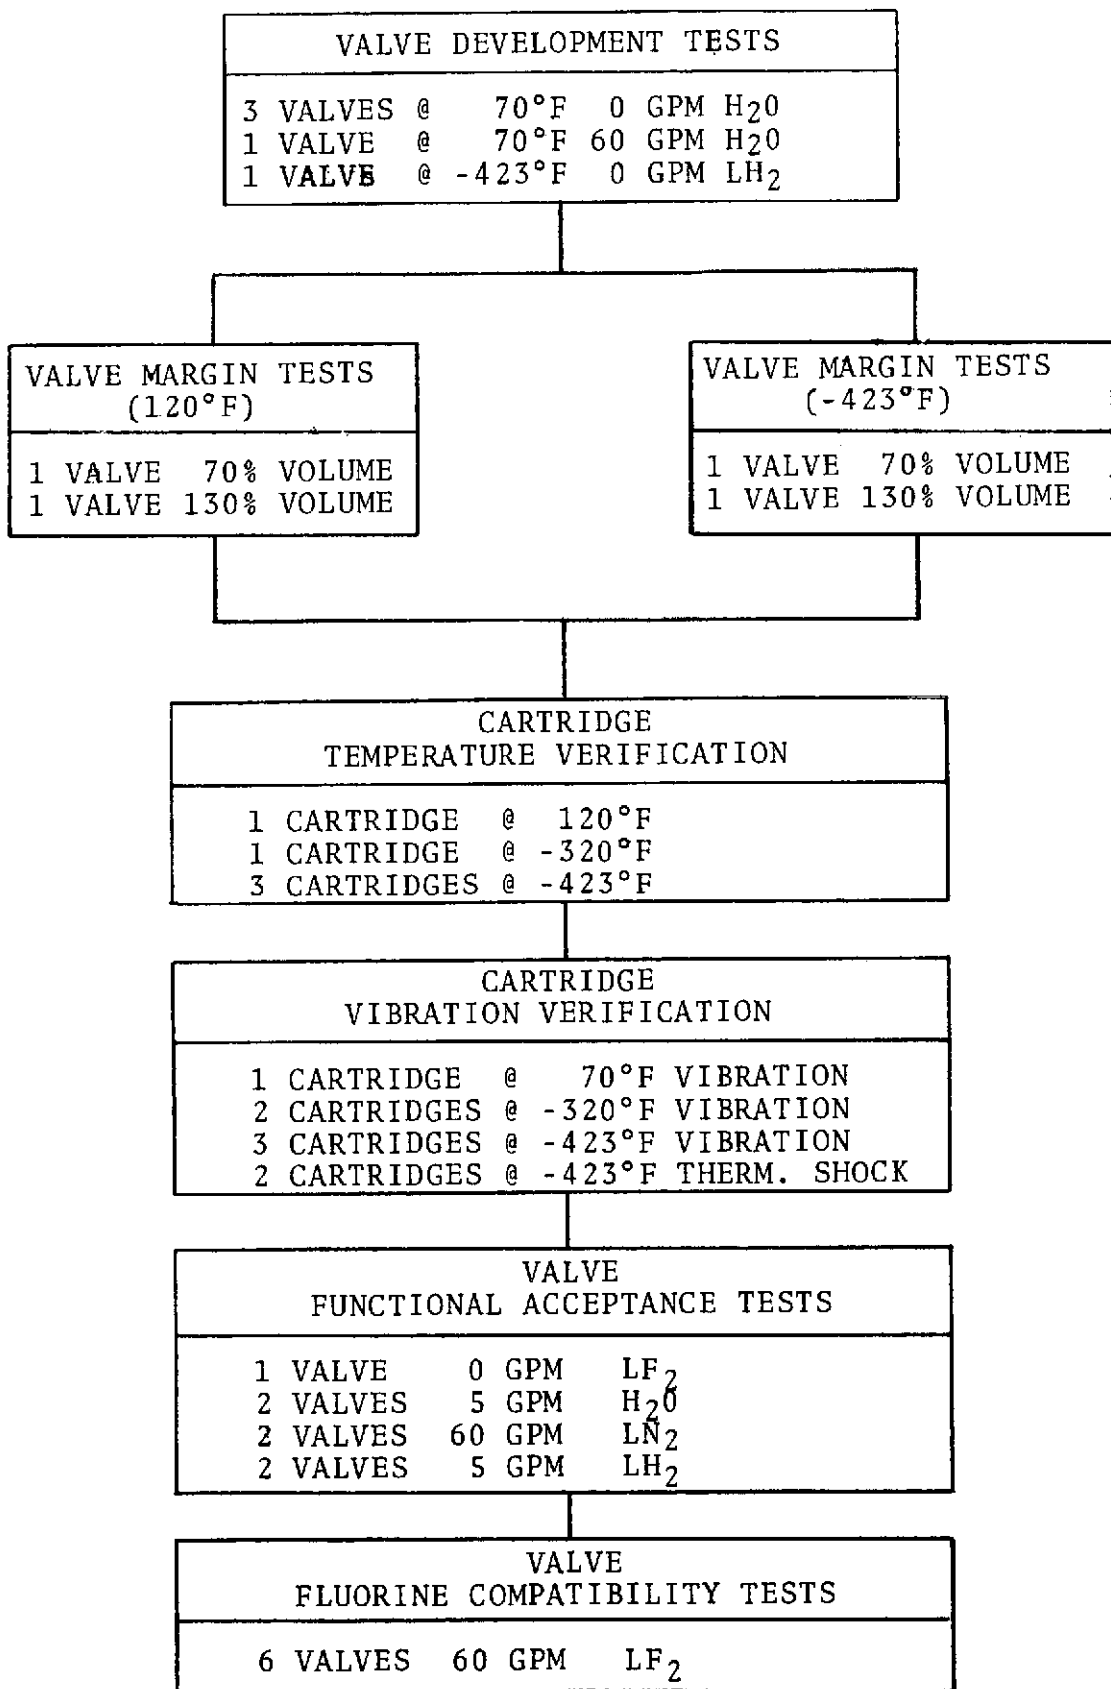 VALVE DEVELOPMENT TESTS
3 VALVES @ 70°F 0 GPM H2O
1 VALVE @ 70°F 60 GPM H2O
1 VALVE @ -423°F 0 GPM LH2
VALVE MARGIN TESTS
(120°F)
1 VALVE 70% VOLUME
1 VALVE 130% VOLUME
VALVE MARGIN TESTS
(-423°F)
1 VALVE 70% VOLUME
1 VALVE 130% VOLUME
CARTRIDGE
TEMPERATURE VERIFICATION
1 CARTRIDGE @ 120°F
1 CARTRIDGE @ -320°F
3 CARTRIDGES @ -423°F
CARTRIDGE
VIBRATION VERIFICATION
1 CARTRIDGE @ 70°F VIBRATION
2 CARTRIDGES @ -320°F VIBRATION
3 CARTRIDGES @ -423°F VIBRATION
2 CARTRIDGES @ -423°F THERM. SHOCK
VALVE
FUNCTIONAL ACCEPTANCE TESTS
1 VALVE 0 GPM LF2
2 VALVES 5 GPM H2O
2 VALVES 60 GPM LN2
2 VALVES 5 GPM LH2
VALVE
FLUORINE COMPATIBILITY TESTS
6 VALVES 60 GPM LF2